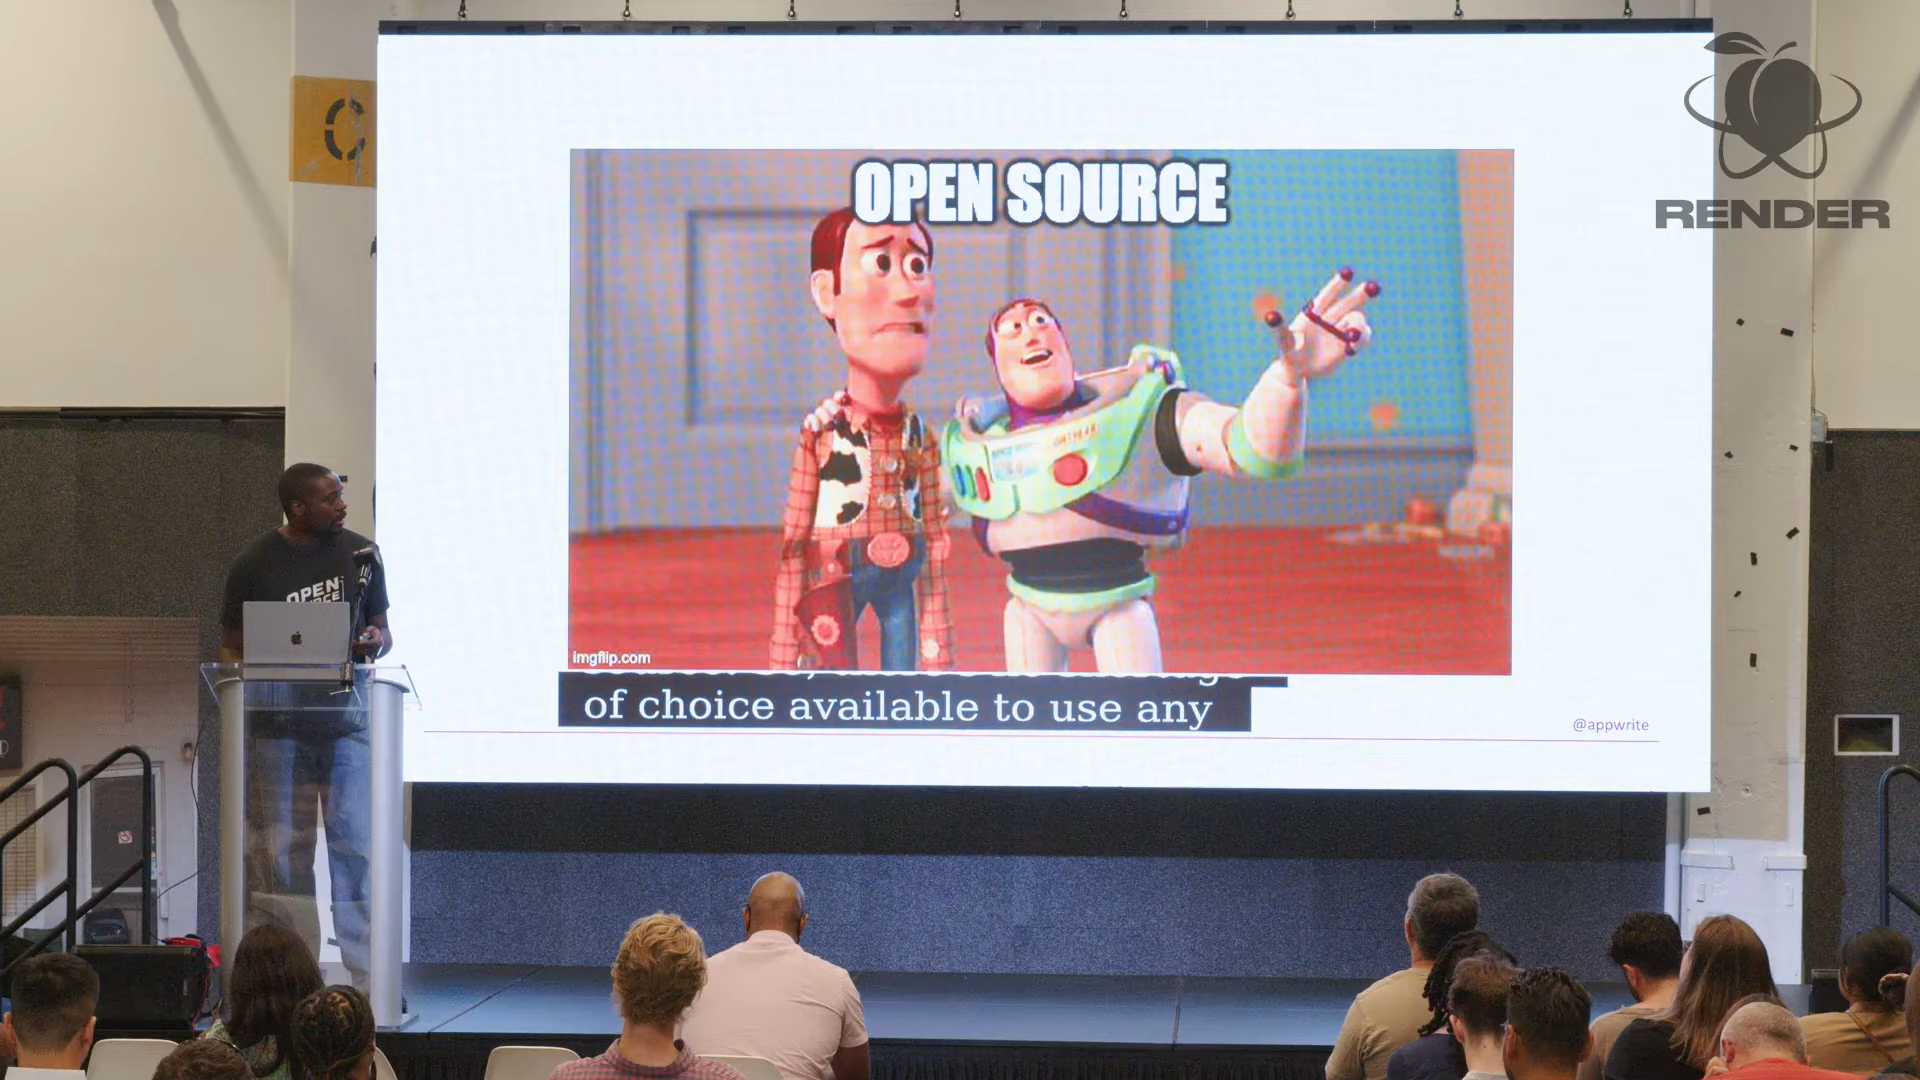 OPEN SOURCE
RENDER
OPEN
imgflip.com
of choice available to use any
@appwrite